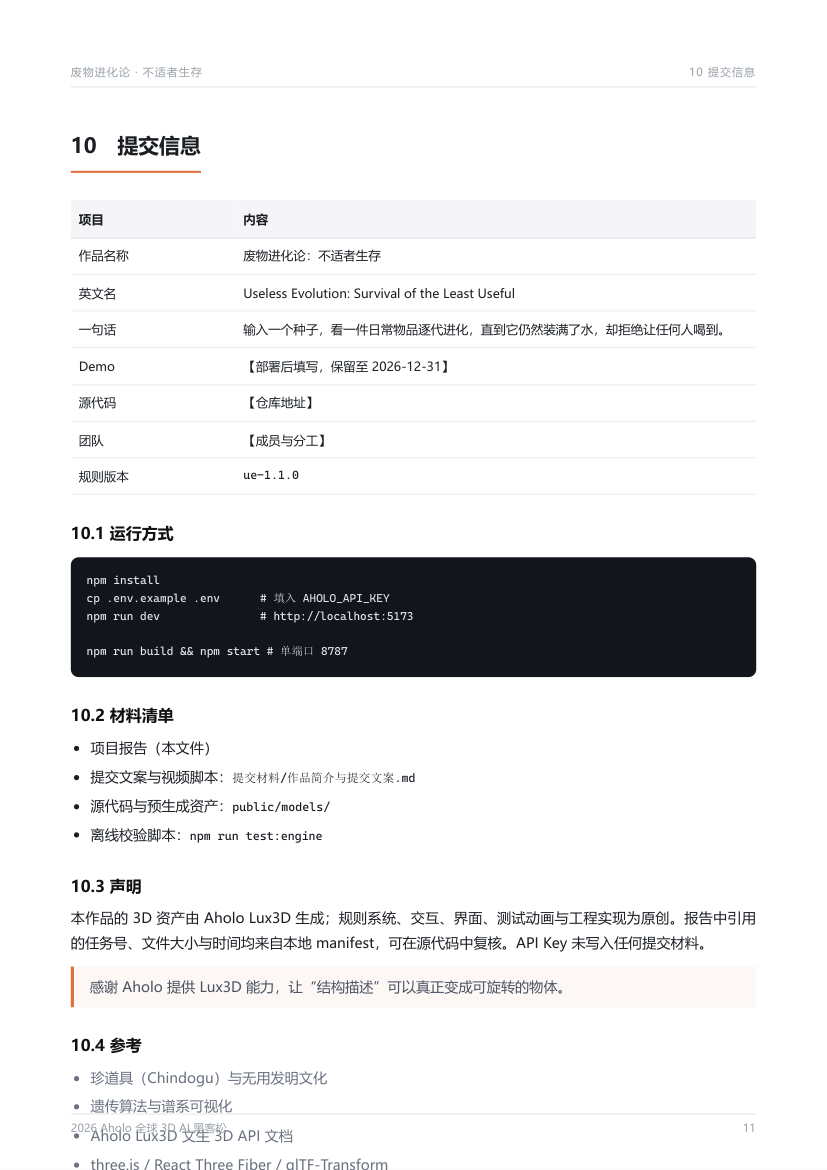 废物进化论 · 不适者生存 10 提交信息
10 提交信息
项目 内容
作品名称 废物进化论：不适者生存
英文名 Useless Evolution: Survival of the Least Useful
一句话 输入一个种子，看一件日常物品逐代进化，直到它仍然装满了水，却拒绝让任何人喝到。
Demo 【部署后填写，保留至 2026-12-31】
源代码 【仓库地址】
团队 【成员与分工】
规则版本 ue-1.1.0
10.1 运行方式
npm install
cp .env.example .env # 填入 AHOLO_API_KEY
npm run dev # http://localhost:5173
npm run build && npm start # 单端口 8787
10.2 材料清单
• 项目报告（本文件）
• 提交文案与视频脚本：提交材料/作品简介与提交文案.md
• 源代码与预生成资产：public/models/
• 离线校验脚本：npm run test:engine
10.3 声明
本作品的 3D 资产由 Aholo Lux3D 生成；规则系统、交互、界面、测试动画与工程实现为原创。报告中引用
的任务号、文件大小与时间均来自本地 manifest，可在源代码中复核。API Key 未写入任何提交材料。
感谢 Aholo 提供 Lux3D 能力，让“结构描述”可以真正变成可旋转的物体。
10.4 参考
• 珍道具（Chindogu）与无用发明文化
• 遗传算法与谱系可视化
2026 Aholo 全球 3D AI 黑客松 11
• Aholo Lux3D 文生 3D API 文档
• three.js / React Three Fiber / glTF-Transform